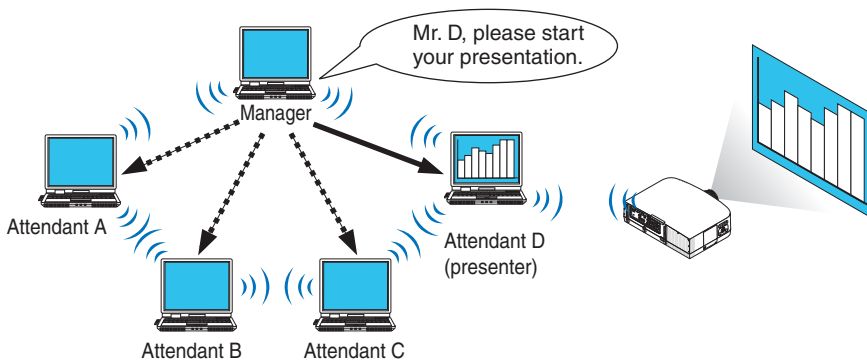 Mr. D, please start
your presentation.
Manager
Attendant A
Attendant D
(presenter)
Attendant B
Attendant C